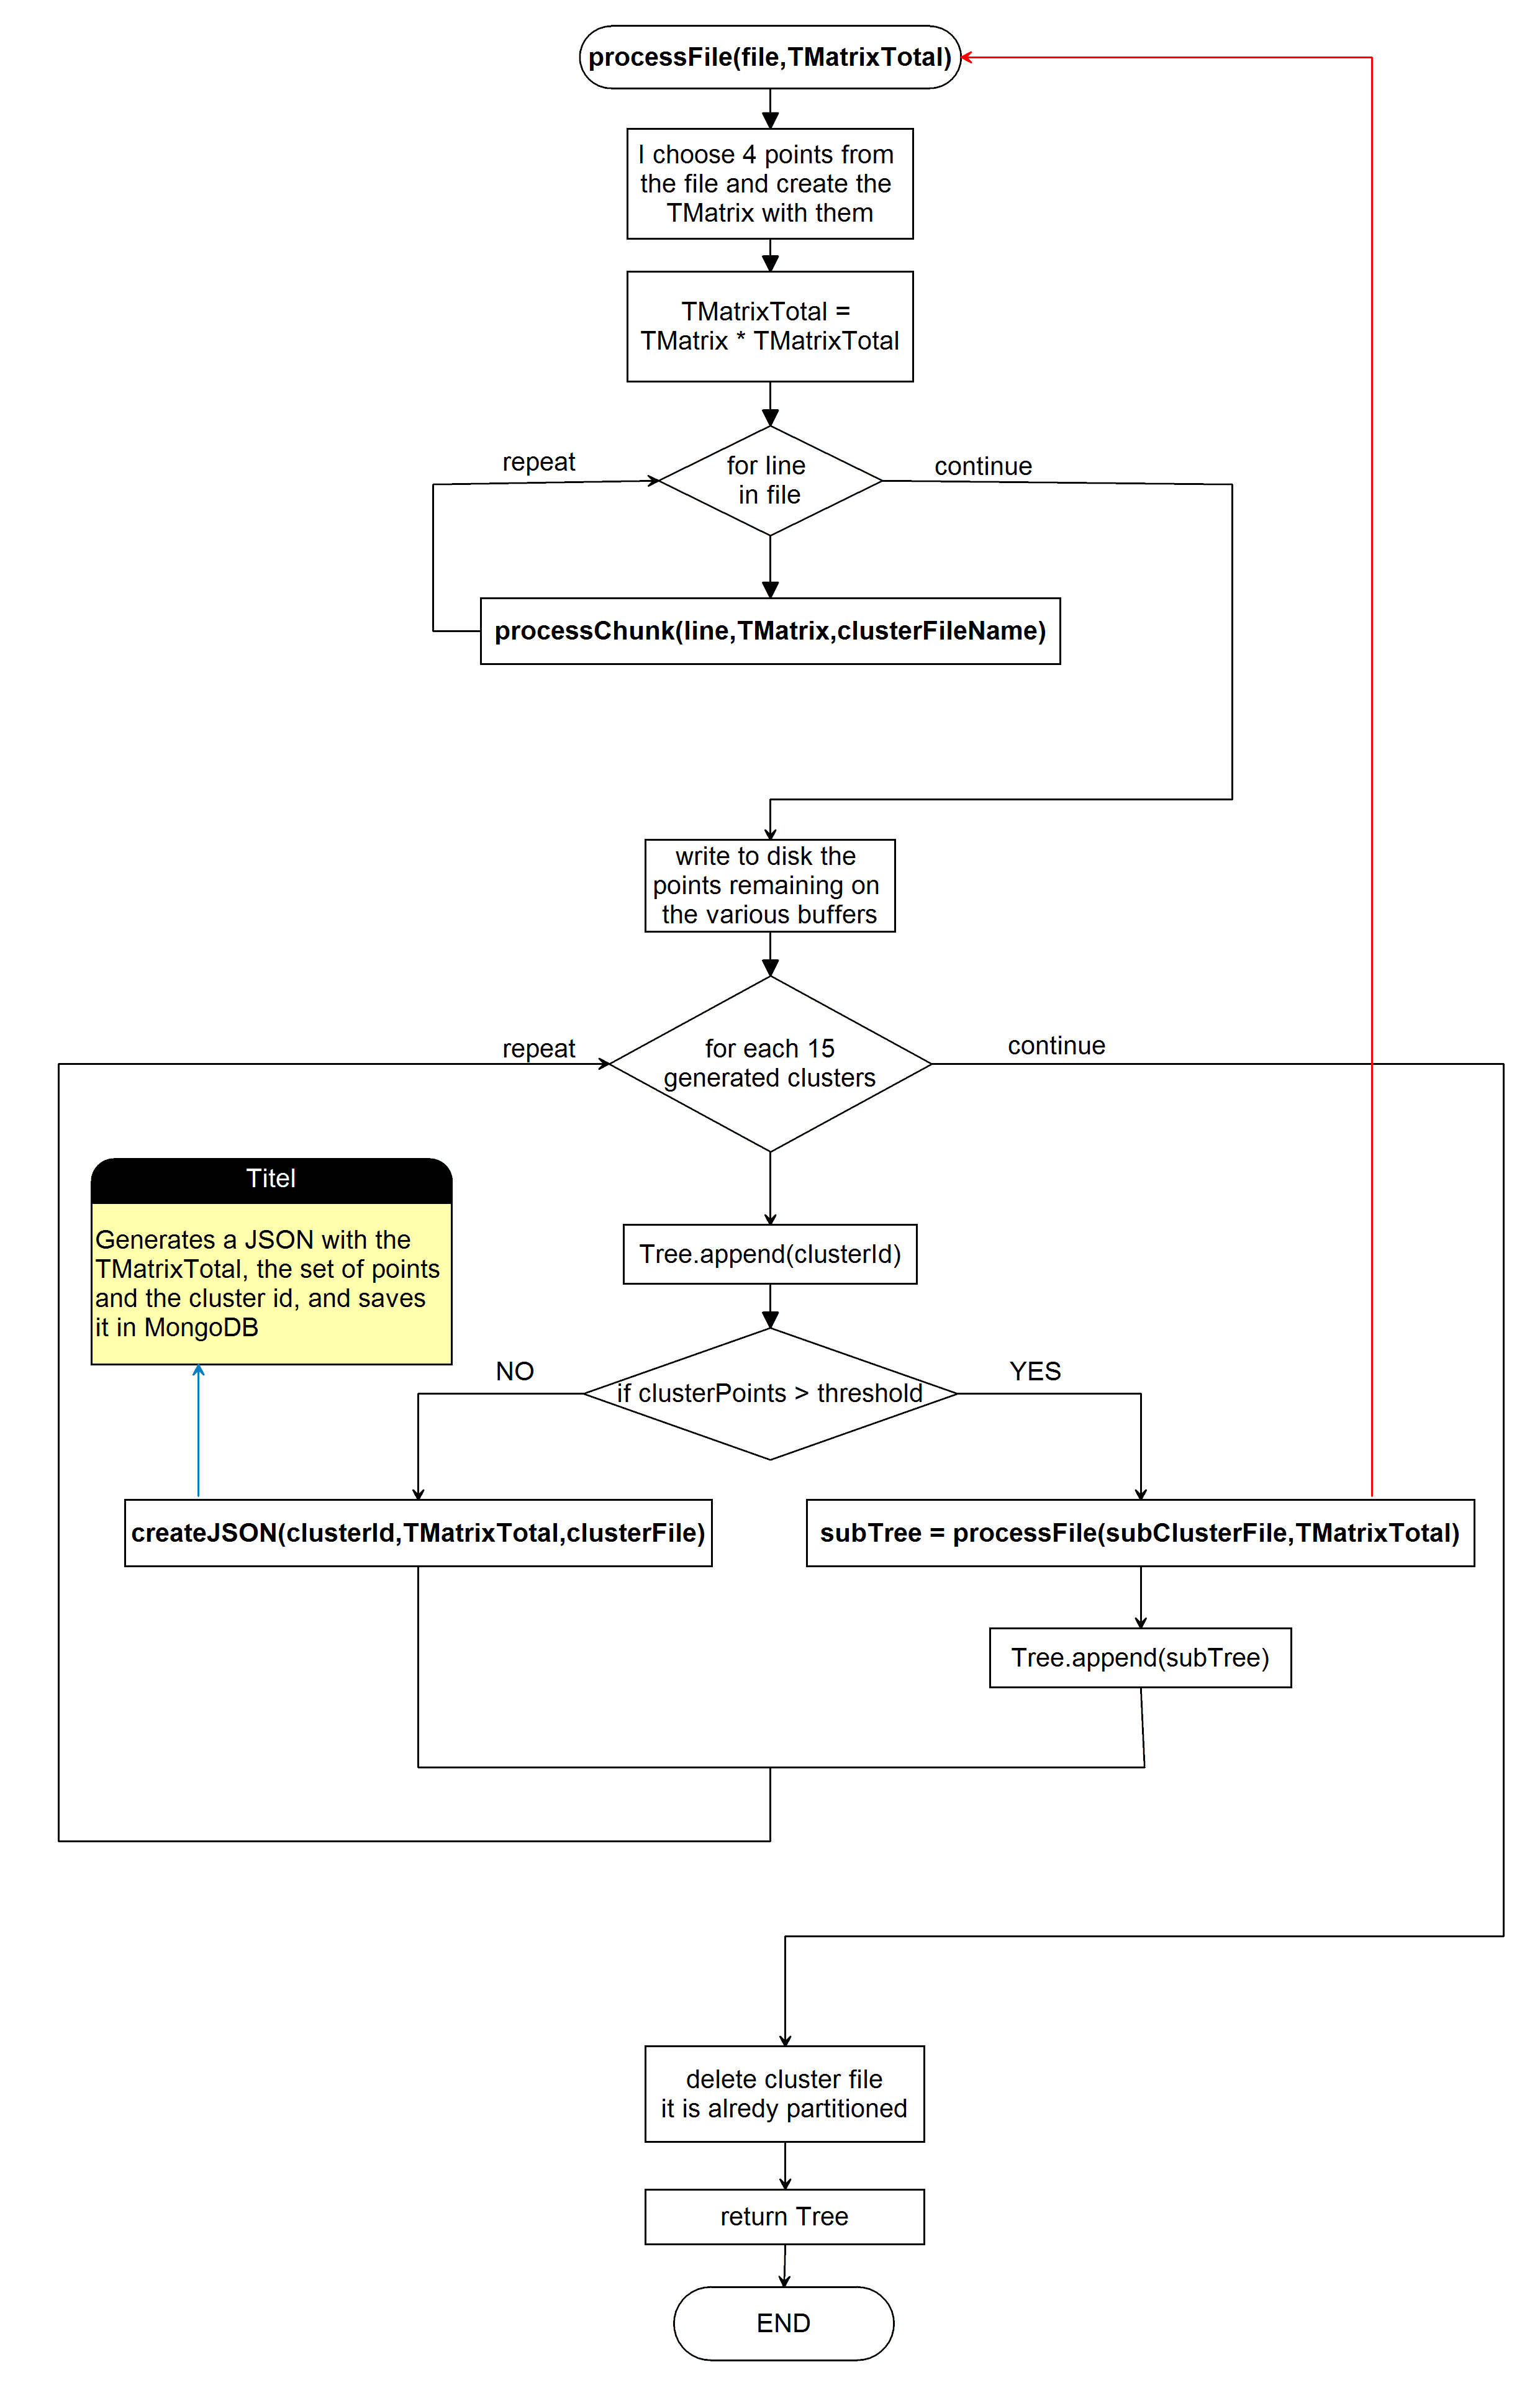 processFile(file,TMatrixTotal)
I choose 4 points from
the file and create the
TMatrix with them
TMatrixTotal =
TMatrix * TMatrixTotal
for line
in file
repeat
continue
processChunk(line,TMatrix,clusterFileName)
write to disk the
points remaining on
the various buffers
for each 15
generated clusters
repeat
continue
Titel
Generates a JSON with the
TMatrixTotal, the set of points
and the cluster id, and saves
it in MongoDB
Tree.append(clusterId)
if clusterPoints > threshold
NO
YES
createJSON(clusterId,TMatrixTotal,clusterFile)
subTree = processFile(subClusterFile,TMatrixTotal)
Tree.append(subTree)
delete cluster file
it is alredy partitioned
return Tree
END